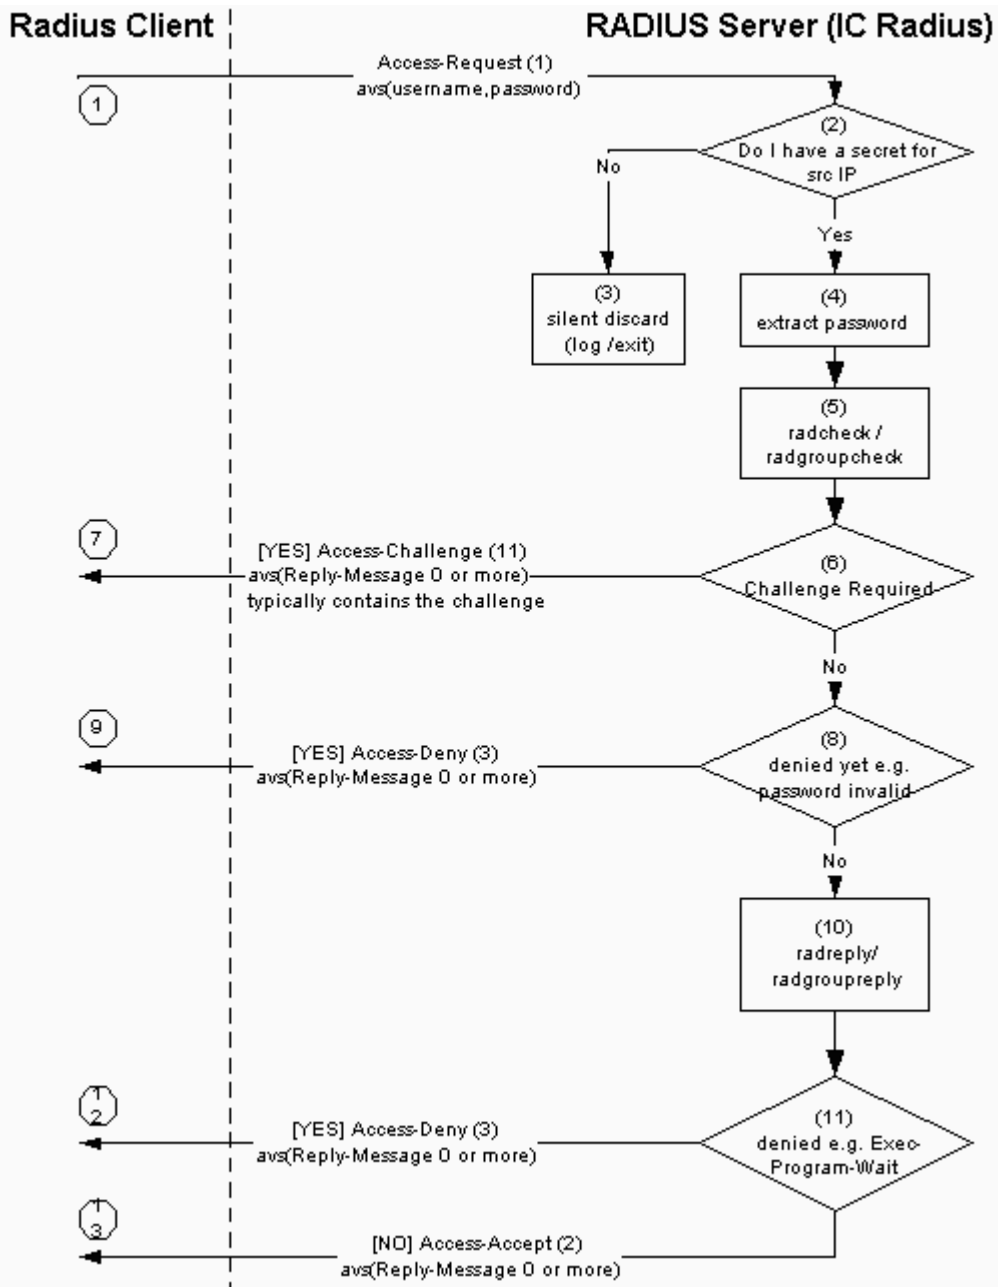 Radius Client
RADIUS Server (IC Radius)
Access-Request (1)
avs(username,password)
1
(2)
Do I have a secret for
src IP
No
Yes
(3)
silent discard
(log /exit)
(4)
extract password
(5)
radcheck /
radgroupcheck
7
[YES] Access-Challenge (11)
avs(Reply-Message 0 or more)
typically contains the challenge
(6)
Challenge Required
No
9
[YES] Access-Deny (3)
avs(Reply-Message 0 or more)
(8)
denied yet e.g.
password invalid
No
(10)
radreply/
radgroupreply
1
2
[YES] Access-Deny (3)
avs(Reply-Message 0 or more)
(11)
denied e.g. Exec-
Program-Wait
1
3
[NO] Access-Accept (2)
avs(Reply-Message 0 or more)